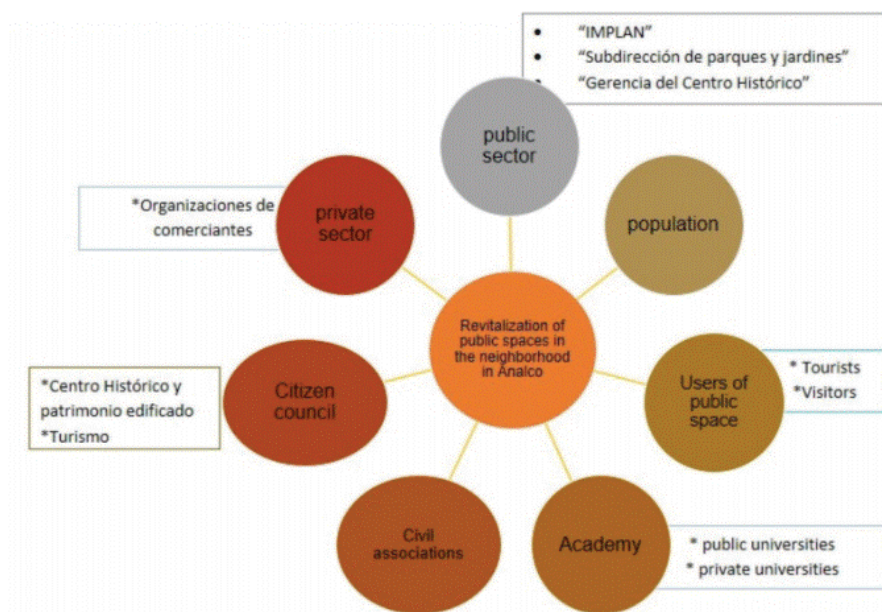 • “IMPLAN”
• “Subdirección de parques y jardines”
• “Gerencia del Centro Histórico”
public
sector
*Organizaciones de
comerciantes
private
sector
population
Revitalization of
public spaces in
the neighborhood
in Analco
*Centro Histórico y
patrimonio edificado
*Turismo
Citizen
council
Users of
public
space
* Tourists
*Visitors
Civil
associations
Academy
* public universities
* private universities